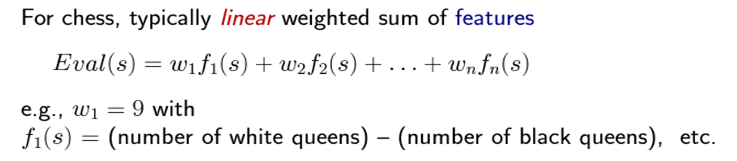 For chess, typically linear weighted sum of features
Eval(s) = w₁f₁(s) + w₂f₂(s) + . . . + wₙfₙ(s)
e.g., w₁ = 9 with
f₁(s) = (number of white queens) – (number of black queens), etc.